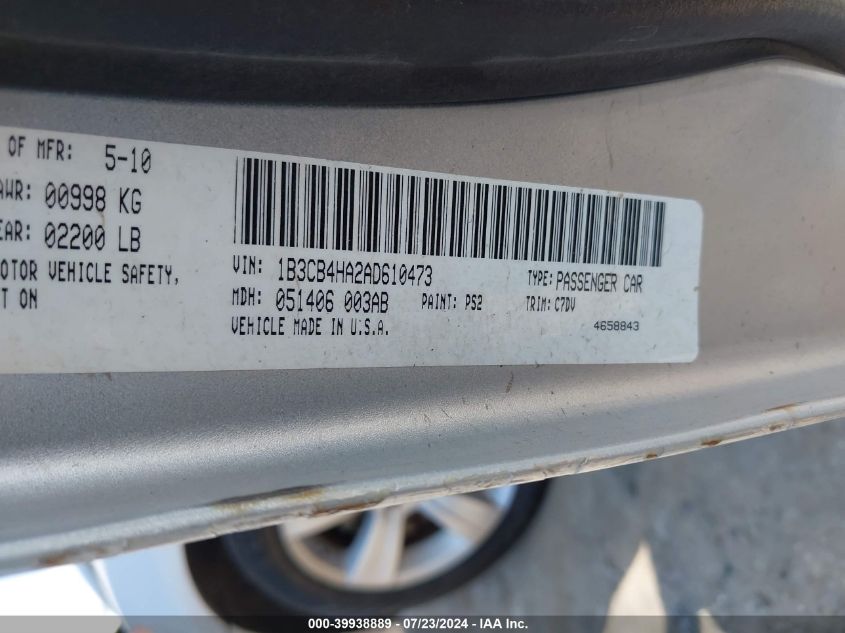 OF MFR: 5-10
AWR: 00998 KG
EAR: 02200 LB
OTOR VEHICLE SAFETY,
T ON
VIN: 1B3CB4HA2AD610473
TYPE: PASSENGER CAR
MDH: 051406 003AB PAINT: PS2 TRIM: C7DV
VEHICLE MADE IN U.S.A.
4658843
000-39938889 - 07/23/2024 - IAA Inc.